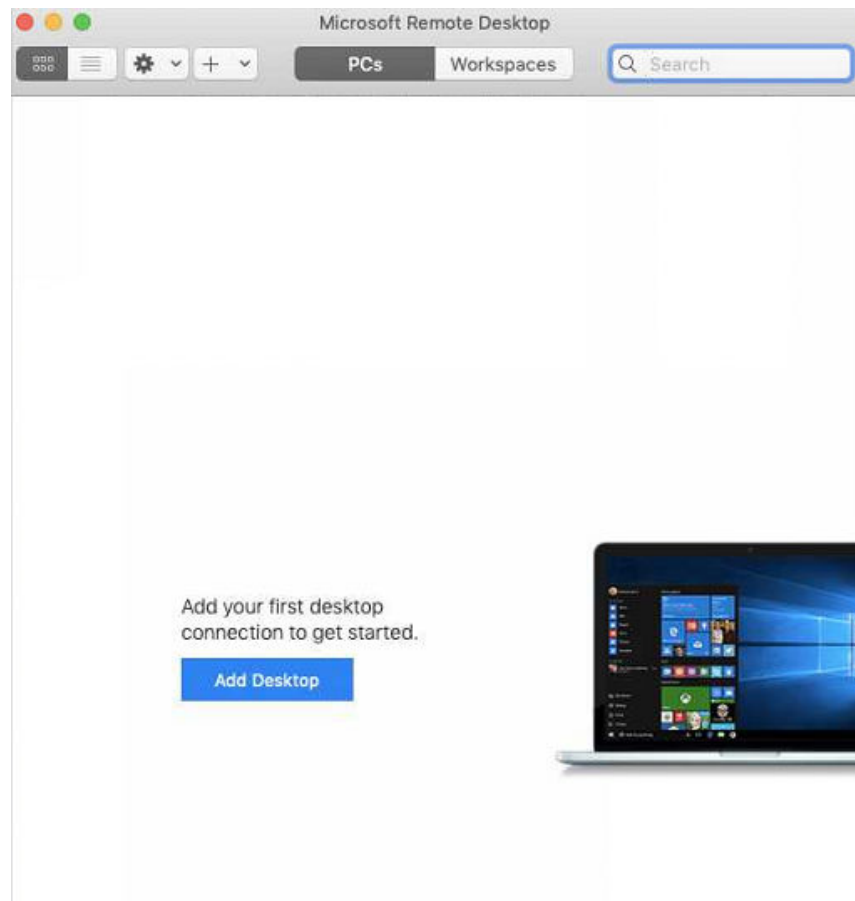 Microsoft Remote Desktop
PCs
Workspaces
Search
Add your first desktop
connection to get started.
Add Desktop